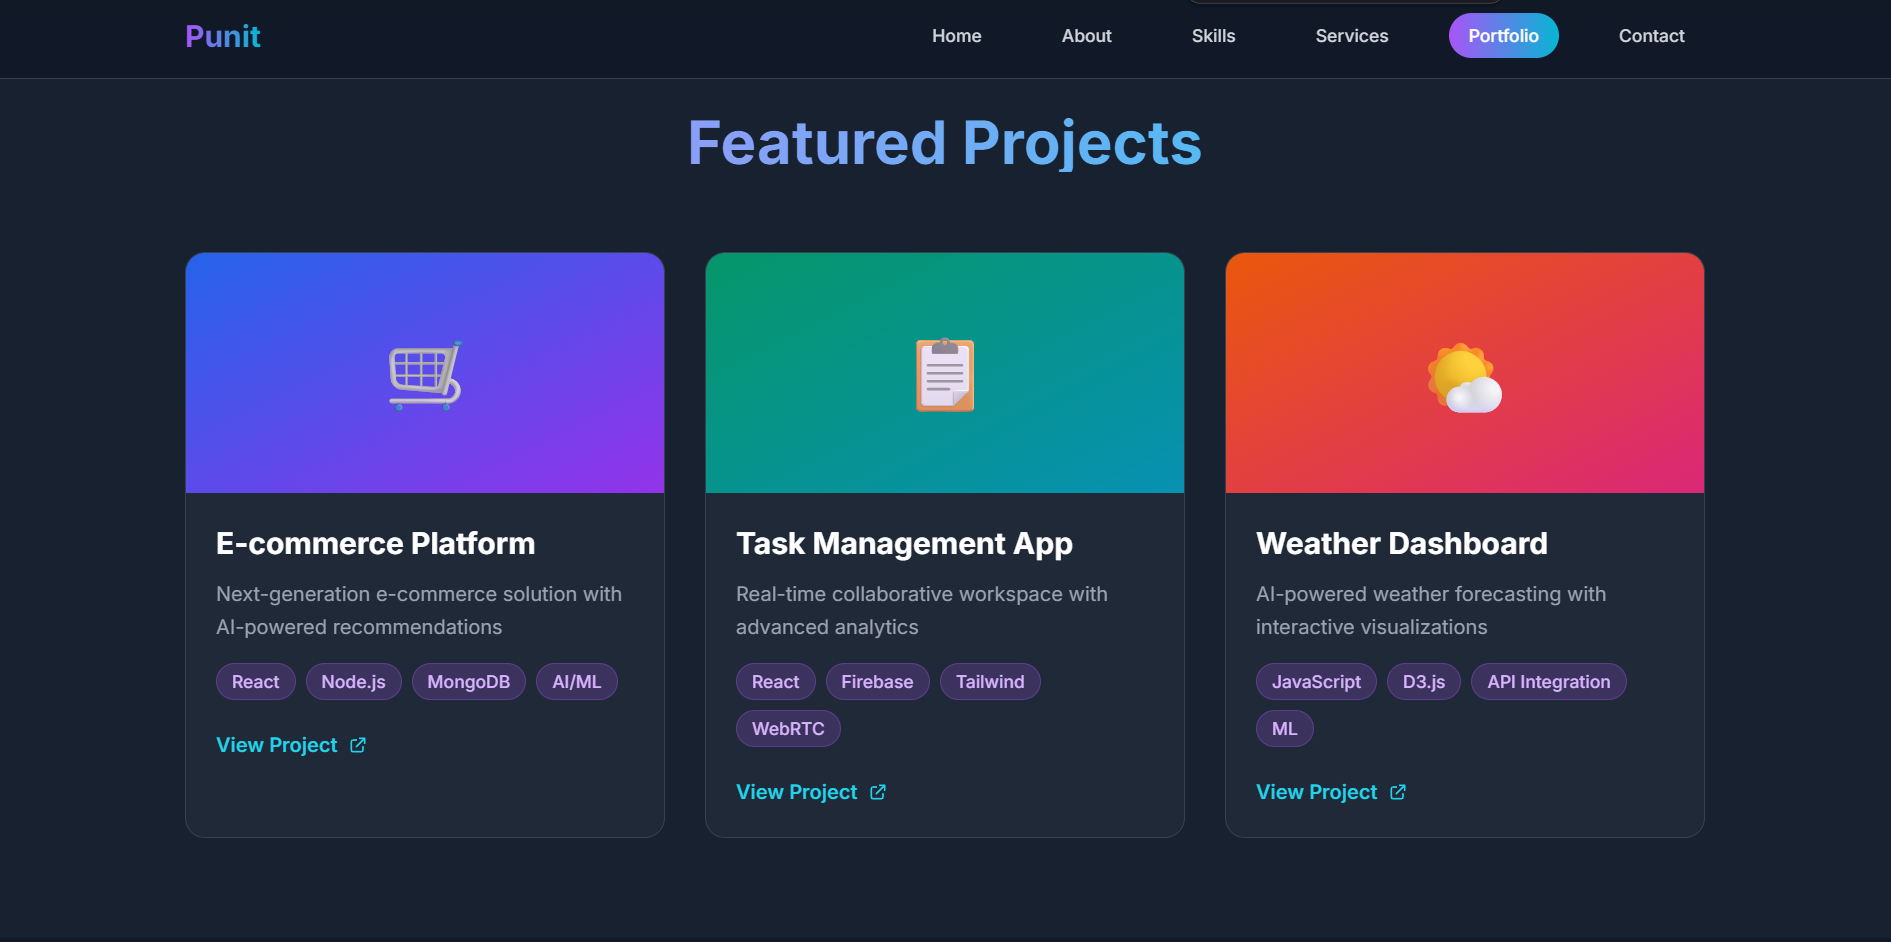 Punit
Home About Skills Services Portfolio Contact
Featured Projects
E-commerce Platform
Next-generation e-commerce solution with
AI-powered recommendations
React Node.js MongoDB AI/ML
View Project
Task Management App
Real-time collaborative workspace with
advanced analytics
React Firebase Tailwind
WebRTC
View Project
Weather Dashboard
AI-powered weather forecasting with
interactive visualizations
JavaScript D3.js API Integration
ML
View Project